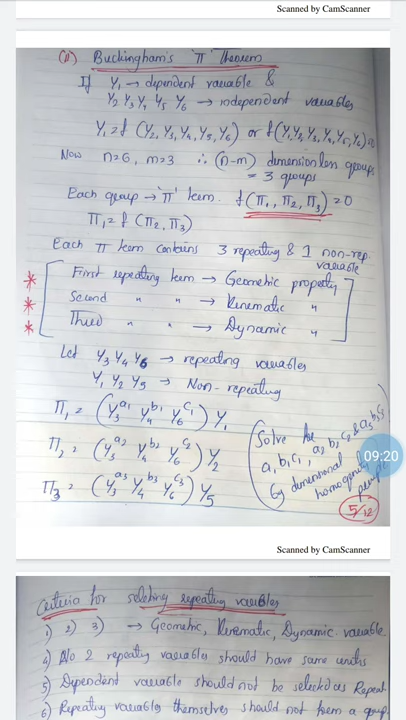 Scanned by CamScanner
(D) Buckingham's 'π' Theorem
If Y₁ → dependent variable &
Y₂ Y₃ Y₄ Y₅ Y₆ → independent variables
Y₁ = f (Y₂, Y₃, Y₄, Y₅, Y₆) or f(Y₁, Y₂, Y₃, Y₄, Y₅, Y₆) = 0
Now n=6, m=3 ∴ (n-m) dimensionless groups
= 3 groups
Each group → 'π' term. f(π₁, π₂, π₃) = 0
π₁ = f (π₂, π₃)
Each π term contains 3 repeating & 1 non-rep. variable
* First repeating term → Geometric property
* Second " " → Kinematic "
* Third " " → Dynamic "
Let Y₃ Y₄ Y₆ → repeating variables
Y₁ Y₂ Y₅ → Non-repeating
π₁ = (Y₃^a₁ Y₄^b₁ Y₆^c₁) Y₁
π₂ = (Y₃^a₂ Y₄^b₂ Y₆^c₂) Y₂
π₃ = (Y₃^a₃ Y₄^b₃ Y₆^c₃) Y₅
Solve for
a₁ b₁ c₁, a₂ b₂ c₂ & a₃ b₃ c₃
by dimensional
homogeneity
09:20
5/12
Scanned by CamScanner
Criteria for selecting repeating variables
1) 2) 3) → Geometric, Kinematic, Dynamic variable
4) No 2 repeating variables should have same units
5) Dependent variable should not be selected as Repeat
6) Repeating variables themselves should not form a group